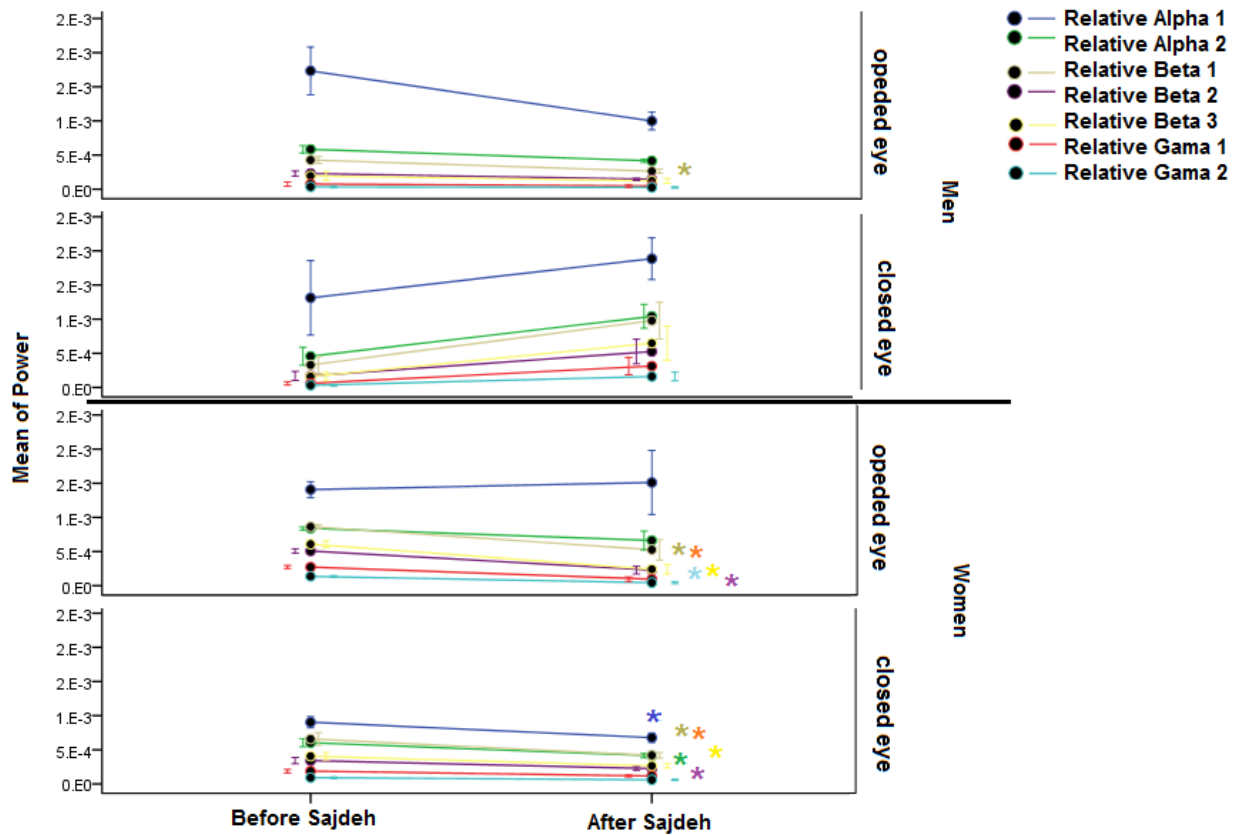 2.E-3
2.E-3
2.E-3
1.E-3
5.E-4
0.E0
opeded eye
2.E-3
2.E-3
2.E-3
1.E-3
5.E-4
0.E0
closed eye
Men
2.E-3
2.E-3
2.E-3
1.E-3
5.E-4
0.E0
opeded eye
2.E-3
2.E-3
2.E-3
1.E-3
5.E-4
0.E0
closed eye
Women
Mean of Power
Before Sajdeh
After Sajdeh
Relative Alpha 1
Relative Alpha 2
Relative Beta 1
Relative Beta 2
Relative Beta 3
Relative Gama 1
Relative Gama 2